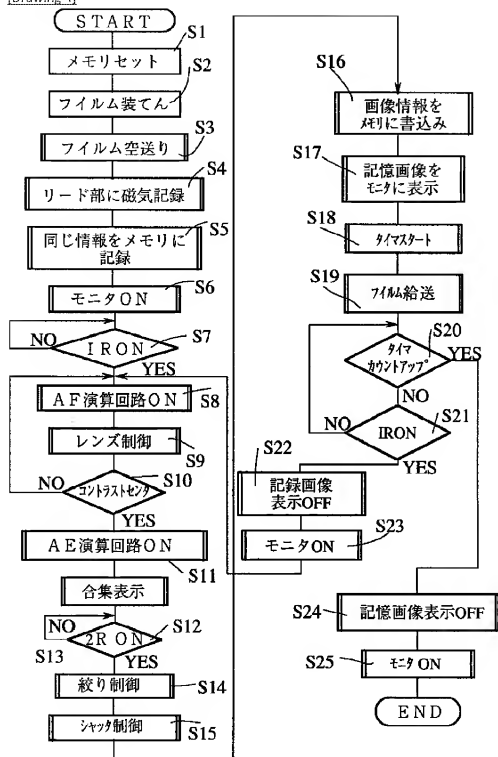 [Drawing 4]
START
S1
メモリセット
S2
フイルム装てん
S3
フイルム空送り
S4
リード部に磁気記録
S5
同じ情報をメモリに
記録
S6
モニタON
S7
NO
IRON
YES
AF演算回路ON
S8
レンズ制御
S9
S10
NO
コントラストセンタ
YES
AE演算回路ON
S11
合集表示
NO
2R ON
S12
S13
YES
絞り制御
S14
シャッタ制御
S15
S16
画像情報を
メモリに書込み
S17
記憶画像を
モニタに表示
S18
タイマスタート
S19
フイルム給送
S20
タイマ
カウントアップ
YES
NO
S21
NO
IRON
YES
S22
記録画像
表示OFF
S23
モニタON
S24
記憶画像表示OFF
S25
モニタON
END